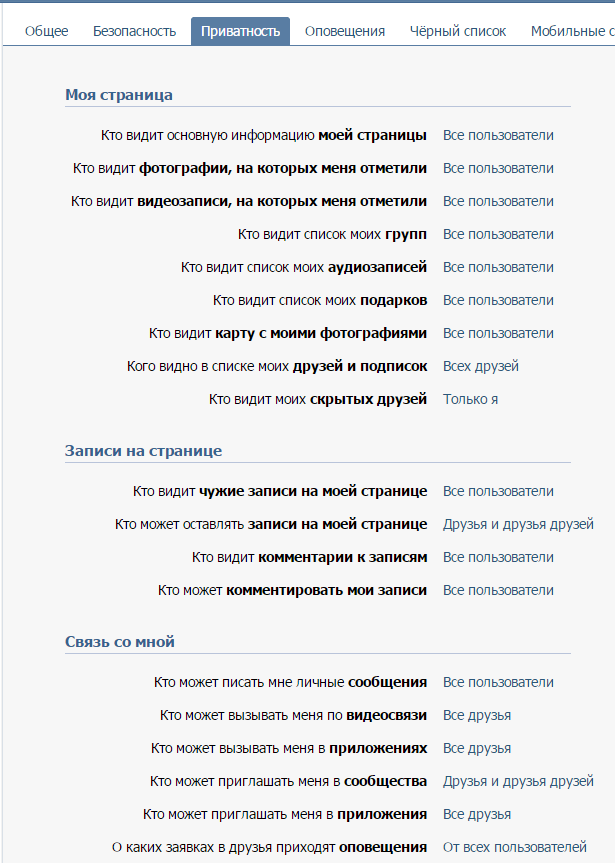 Общее Безопасность Приватность Оповещения Чёрный список Мобильные с
Моя страница
Кто видит основную информацию моей страницы Все пользователи
Кто видит фотографии, на которых меня отметили Все пользователи
Кто видит видеозаписи, на которых меня отметили Все пользователи
Кто видит список моих групп Все пользователи
Кто видит список моих аудиозаписей Все пользователи
Кто видит список моих подарков Все пользователи
Кто видит карту с моими фотографиями Все пользователи
Кого видно в списке моих друзей и подписок Всех друзей
Кто видит моих скрытых друзей Только я
Записи на странице
Кто видит чужие записи на моей странице Все пользователи
Кто может оставлять записи на моей странице Друзья и друзья друзей
Кто видит комментарии к записям Все пользователи
Кто может комментировать мои записи Все пользователи
Связь со мной
Кто может писать мне личные сообщения Все пользователи
Кто может вызывать меня по видеосвязи Все друзья
Кто может вызывать меня в приложениях Все друзья
Кто может приглашать меня в сообщества Друзья и друзья друзей
Кто может приглашать меня в приложения Все друзья
О каких заявках в друзья приходят оповещения От всех пользователей